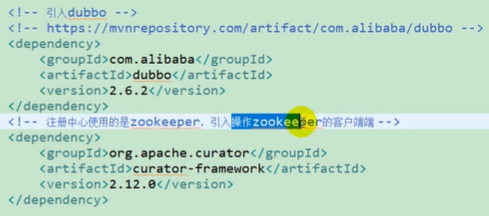 <!-- 引入dubbo -->
<!-- https://mvnrepository.com/artifact/com.alibaba/dubbo -->
<dependency>
<groupId>com.alibaba</groupId>
<artifactId>dubbo</artifactId>
<version>2.6.2</version>
</dependency>
<!-- 注册中心使用的是zookeeper，引入操作zookeeper的客户端端 -->
<dependency>
<groupId>org.apache.curator</groupId>
<artifactId>curator-framework</artifactId>
<version>2.12.0</version>
</dependency>